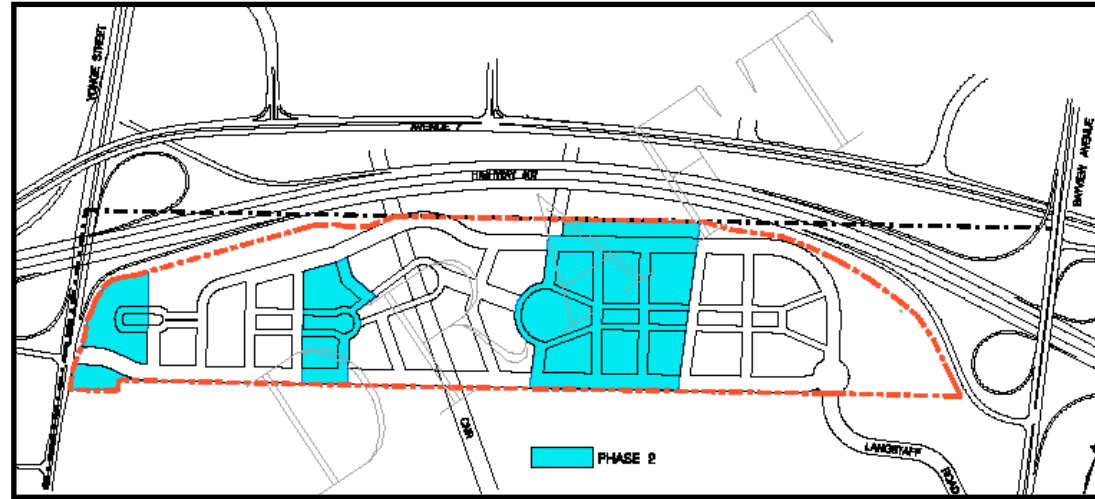 YONGE STREET
AVENUE 7
HIGHWAY 407
BAYVIEW AVENUE
DRAFT
CNR
PHASE 2
LANGSTAFF
ROAD